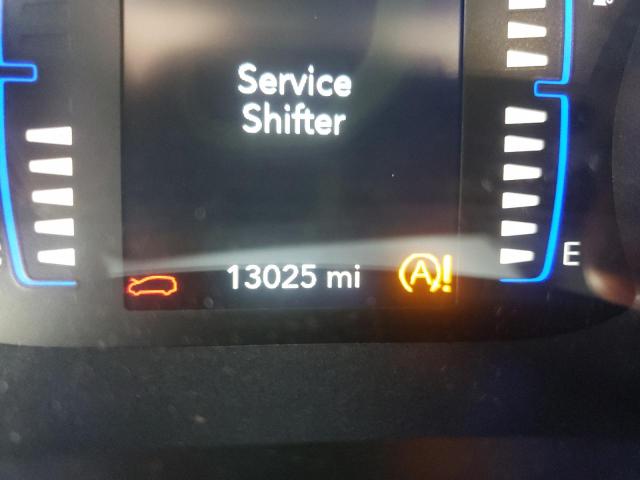 Service
Shifter
13025 mi
A!
E